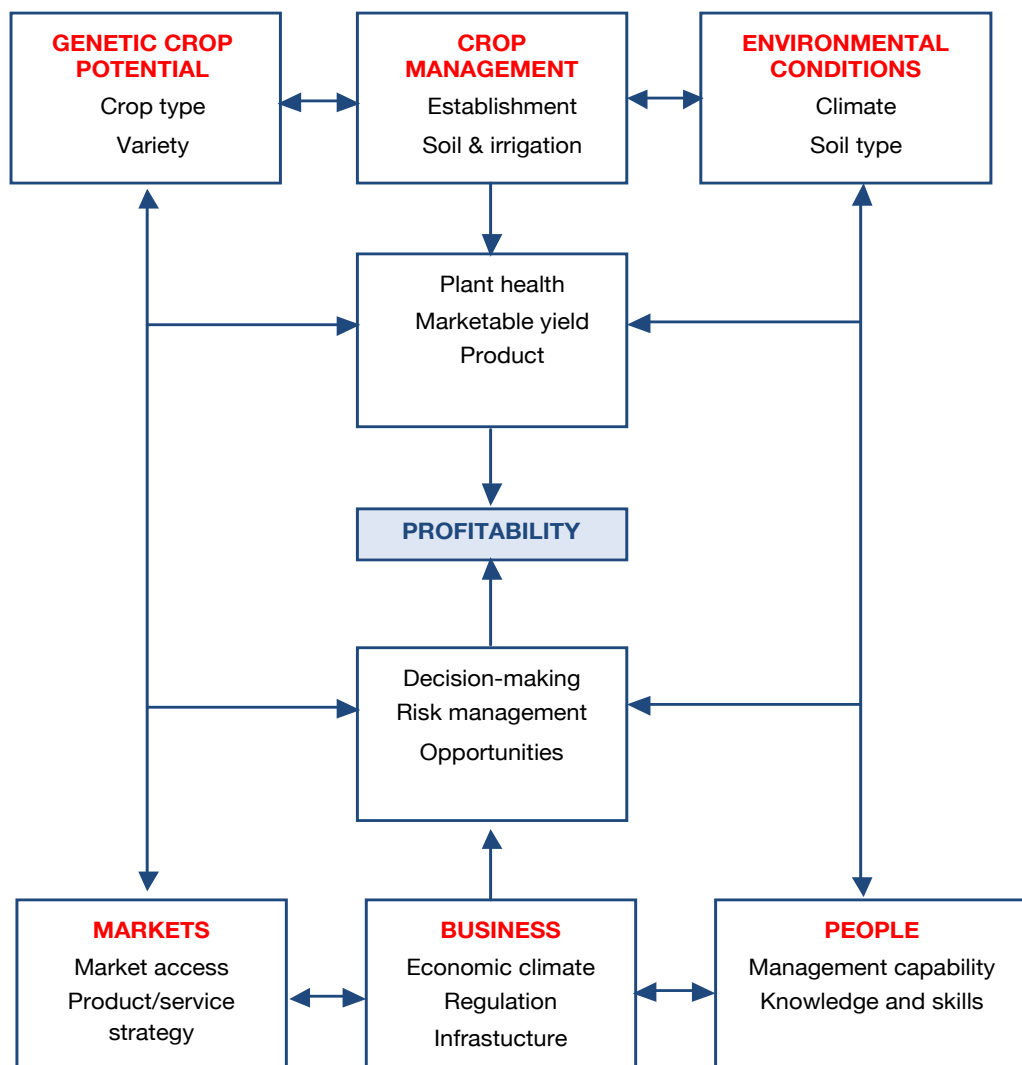 GENETIC CROP
POTENTIAL
Crop type
Variety
CROP
MANAGEMENT
Establishment
Soil & irrigation
ENVIRONMENTAL
CONDITIONS
Climate
Soil type
Plant health
Marketable yield
Product
PROFITABILITY
Decision-making
Risk management
Opportunities
MARKETS
Market access
Product/service
strategy
BUSINESS
Economic climate
Regulation
Infrastucture
PEOPLE
Management capability
Knowledge and skills